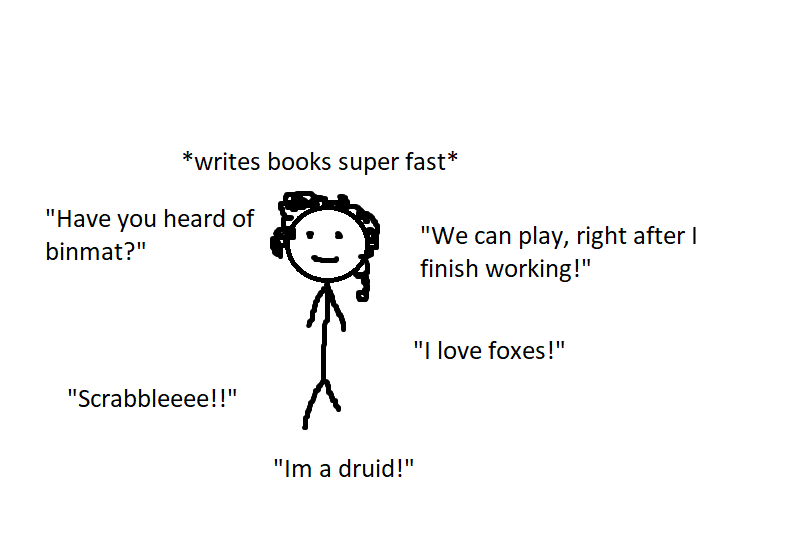 *writes books super fast*
"Have you heard of
binmat?"
"We can play, right after I
finish working!"
"I love foxes!"
"Scrabbleeee!!"
"Im a druid!"